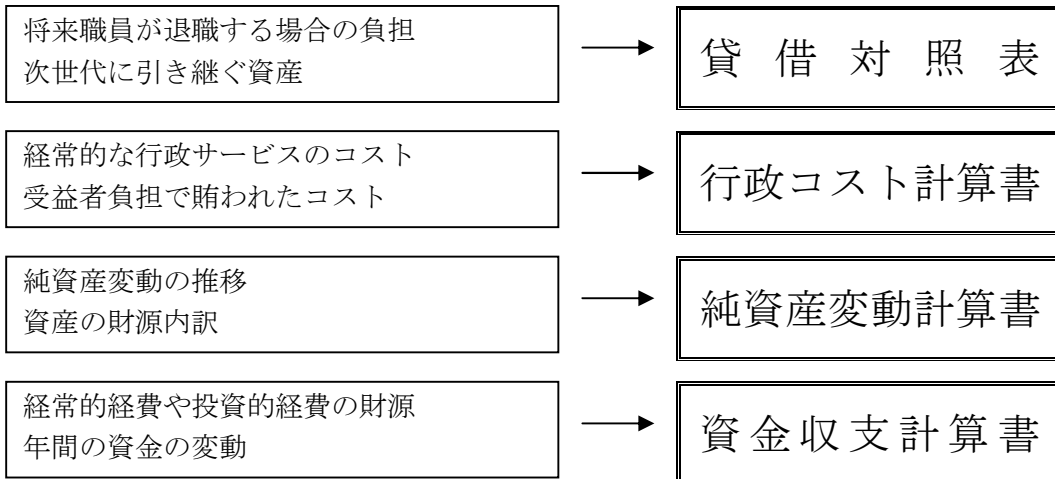 将来職員が退職する場合の負担
次世代に引き継ぐ資産
貸借対照表
経常的な行政サービスのコスト
受益者負担で賄われたコスト
行政コスト計算書
純資産変動の推移
資産の財源内訳
純資産変動計算書
経常的経費や投資的経費の財源
年間の資金の変動
資金収支計算書